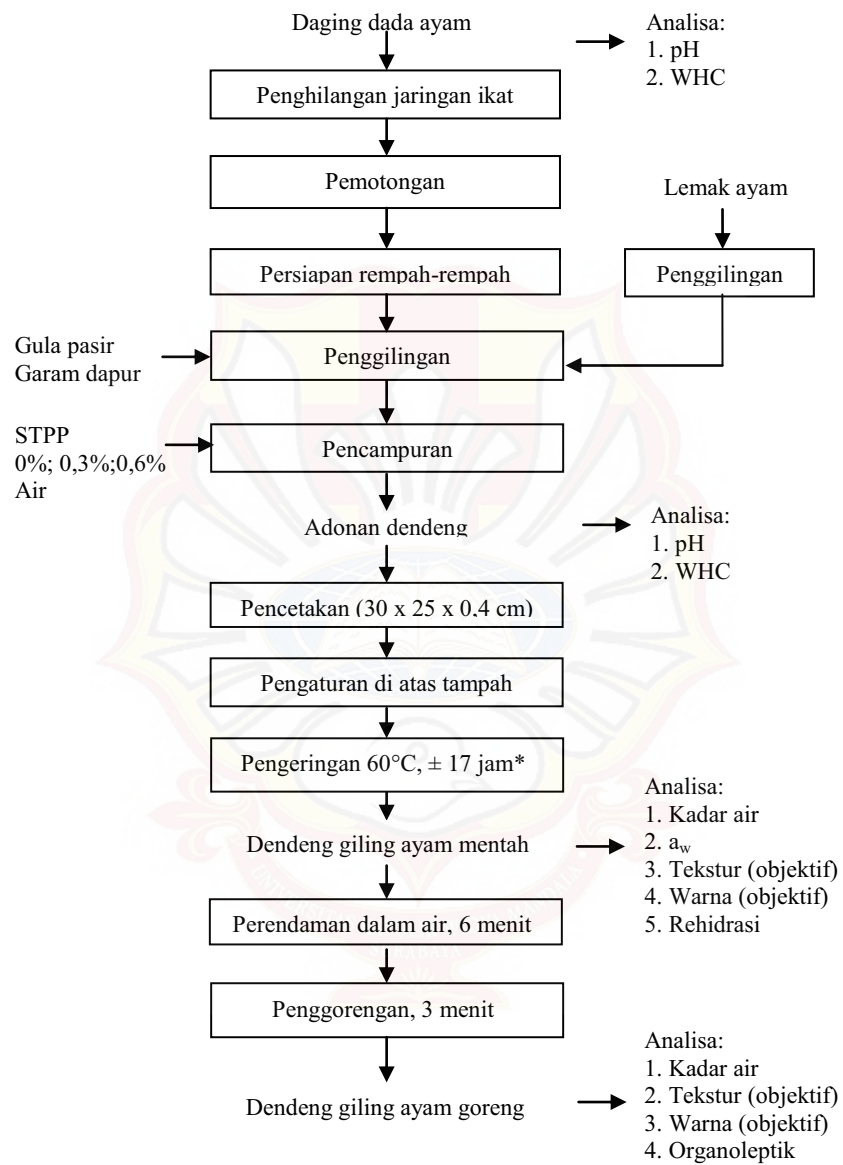 Daging dada ayam
Analisa:
1. pH
2. WHC
Penghilangan jaringan ikat
Pemotongan
Lemak ayam
Persiapan rempah-rempah
Penggilingan
Gula pasir
Garam dapur
Penggilingan
STPP
0%; 0,3%;0,6%
Air
Pencampuran
Adonan dendeng
Analisa:
1. pH
2. WHC
Pencetakan (30 x 25 x 0,4 cm)
Pengaturan di atas tampah
Pengeringan 60°C, ± 17 jam*
Dendeng giling ayam mentah
Analisa:
1. Kadar air
2. aw
3. Tekstur (objektif)
4. Warna (objektif)
5. Rehidrasi
Perendaman dalam air, 6 menit
Penggorengan, 3 menit
Dendeng giling ayam goreng
Analisa:
1. Kadar air
2. Tekstur (objektif)
3. Warna (objektif)
4. Organoleptik